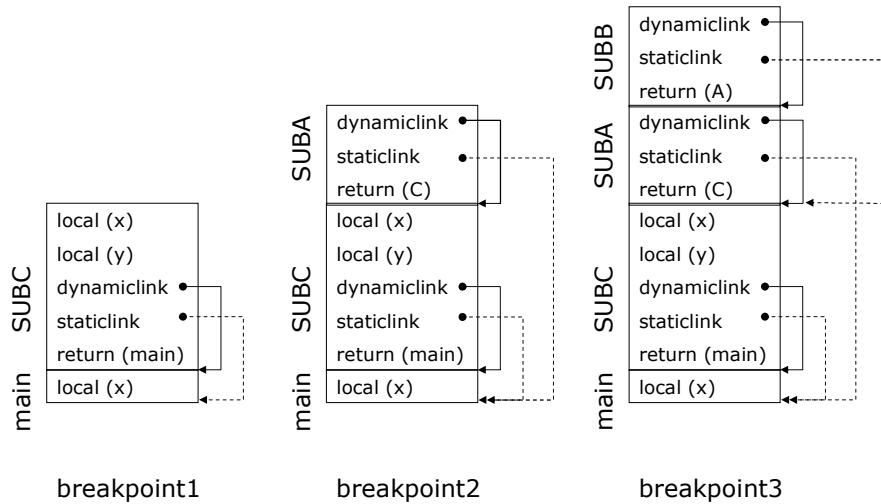 SUBC
local (x)
local (y)
dynamiclink
staticlink
return (main)
main
local (x)
breakpoint1
SUBA
dynamiclink
staticlink
return (C)
SUBC
local (x)
local (y)
dynamiclink
staticlink
return (main)
main
local (x)
breakpoint2
SUBB
dynamiclink
staticlink
return (A)
SUBA
dynamiclink
staticlink
return (C)
SUBC
local (x)
local (y)
dynamiclink
staticlink
return (main)
main
local (x)
breakpoint3